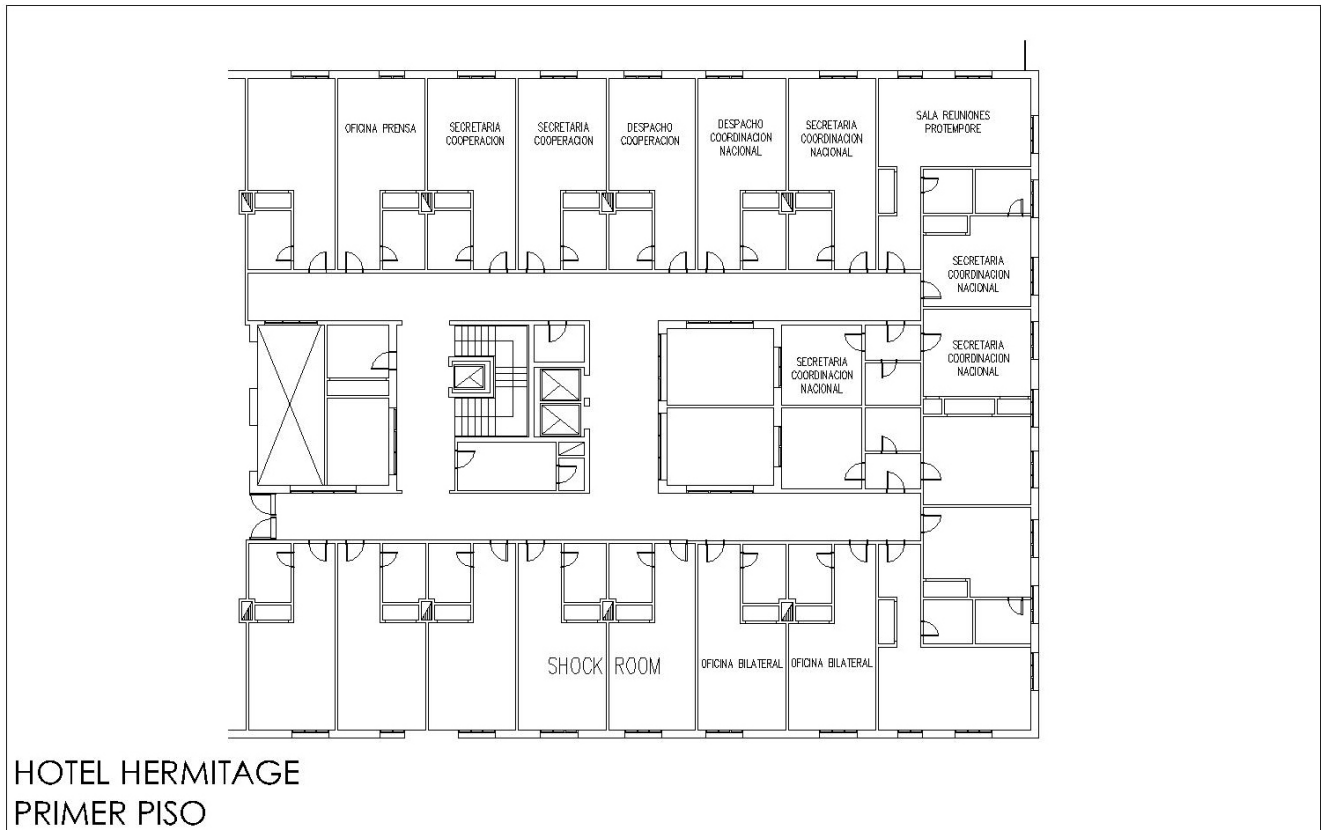 OFICINA PRENSA
SECRETARIA
COOPERACION
SECRETARIA
COOPERACION
DESPACHO
COOPERACION
DESPACHO
COORDINACION
NACIONAL
SECRETARIA
COORDINACION
NACIONAL
SALA REUNIONES
PROTEMPORE
SECRETARIA
COORDINACION
NACIONAL
SECRETARIA
COORDINACION
NACIONAL
SECRETARIA
COORDINACION
NACIONAL
SHOCK ROOM
OFICINA BILATERAL
OFICINA BILATERAL
HOTEL HERMITAGE
PRIMER PISO